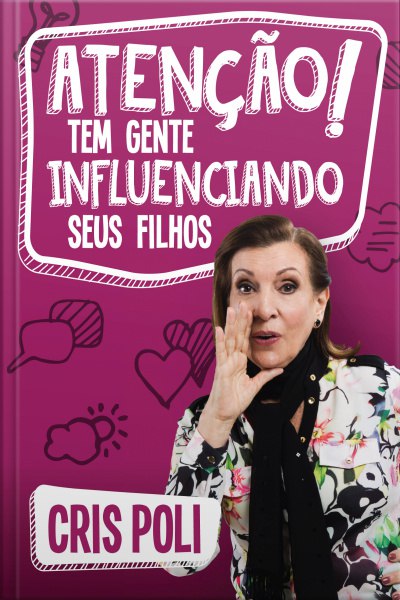 ATENÇÃO!
TEM GENTE
INFLUENCIANDO
SEUS FILHOS
CRIS POLI